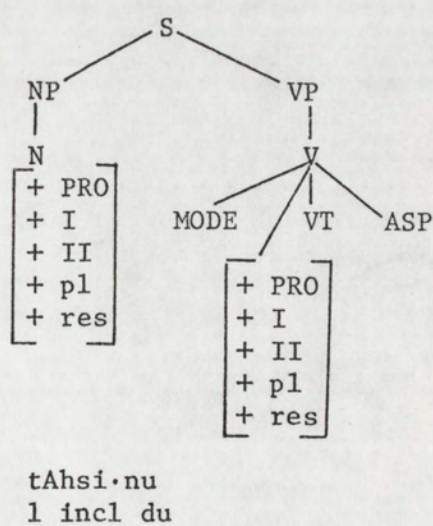 S
NP VP
N V
+ PRO
+ I MODE VT ASP
+ II
+ pl + PRO
+ res + I
+ II
+ pl
+ res
tAhsi·nu
1 incl du